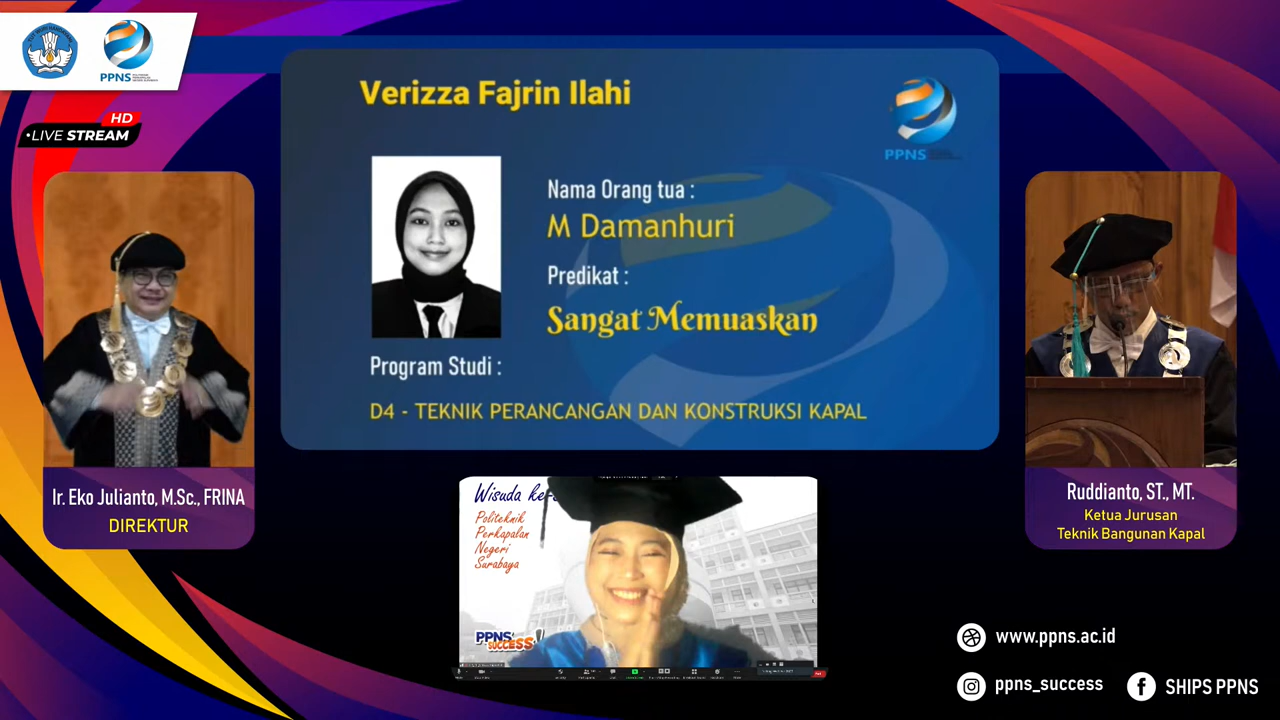 PPNS
HD
•LIVE STREAM
Verizza Fajrin Ilahi
PPNS
Nama Orang tua :
M Damanhuri
Predikat :
Sangat Memuaskan
Program Studi :
D4 - TEKNIK PERANCANGAN DAN KONSTRUKSI KAPAL
Ir. Eko Julianto, M.Sc., FRINA
DIREKTUR
Ruddianto, ST., MT.
Ketua Jurusan
Teknik Bangunan Kapal
Wisuda ke-
Politeknik
Perkapalan
Negeri
Surabaya
PPNS
SUCCESS!
www.ppns.ac.id
ppns_success
SHIPS PPNS